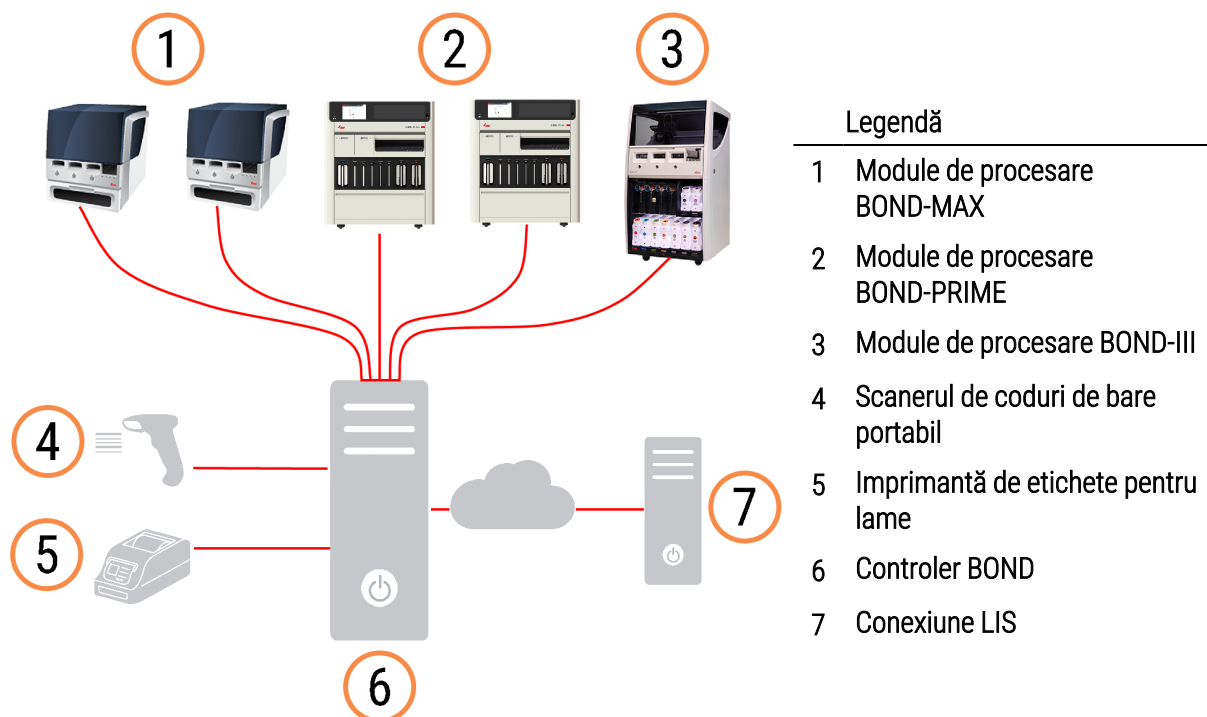 1
2
3
Legendă
1 Module de procesare
BOND-MAX
2 Module de procesare
BOND-PRIME
3 Module de procesare BOND-III
4 Scanerul de coduri de bare
portabil
5 Imprimantă de etichete pentru
lame
6 Controler BOND
7 Conexiune LIS
4
5
7
6